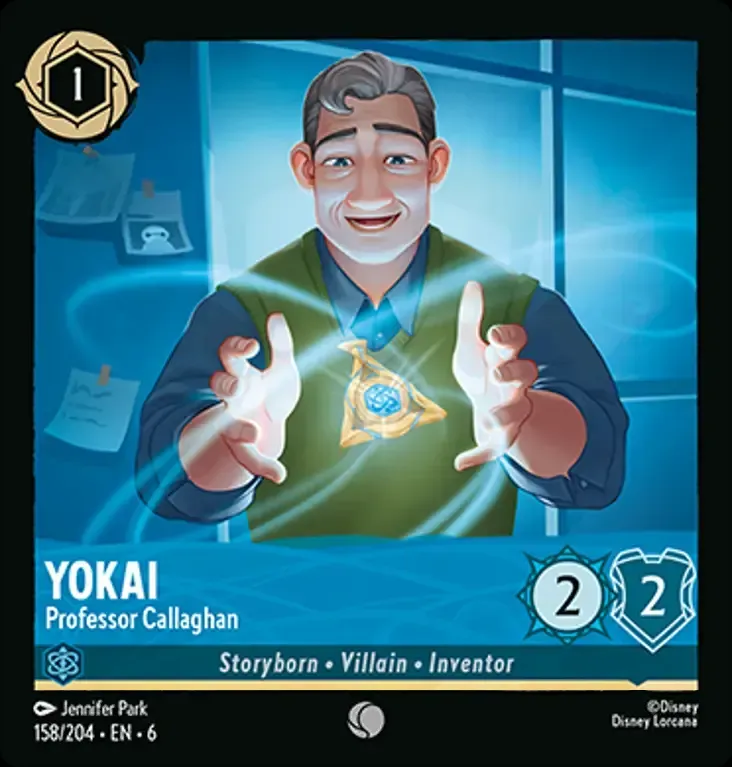 1
YOKAI
Professor Callaghan
2 2
Storyborn • Villain • Inventor
Jennifer Park
©Disney
158/204 • EN • 6
Disney Lorcana